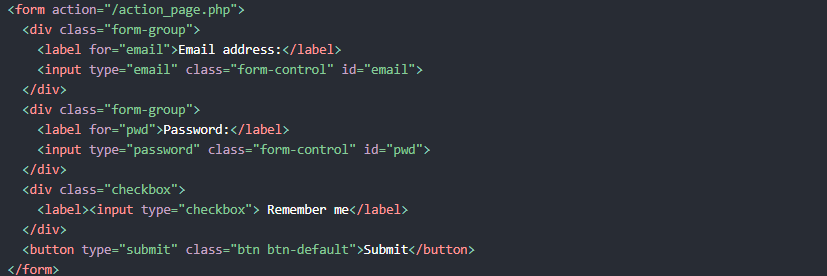 <form action="/action_page.php">
  <div class="form-group">
    <label for="email">Email address:</label>
    <input type="email" class="form-control" id="email">
  </div>
  <div class="form-group">
    <label for="pwd">Password:</label>
    <input type="password" class="form-control" id="pwd">
  </div>
  <div class="checkbox">
    <label><input type="checkbox"> Remember me</label>
  </div>
  <button type="submit" class="btn btn-default">Submit</button>
</form>